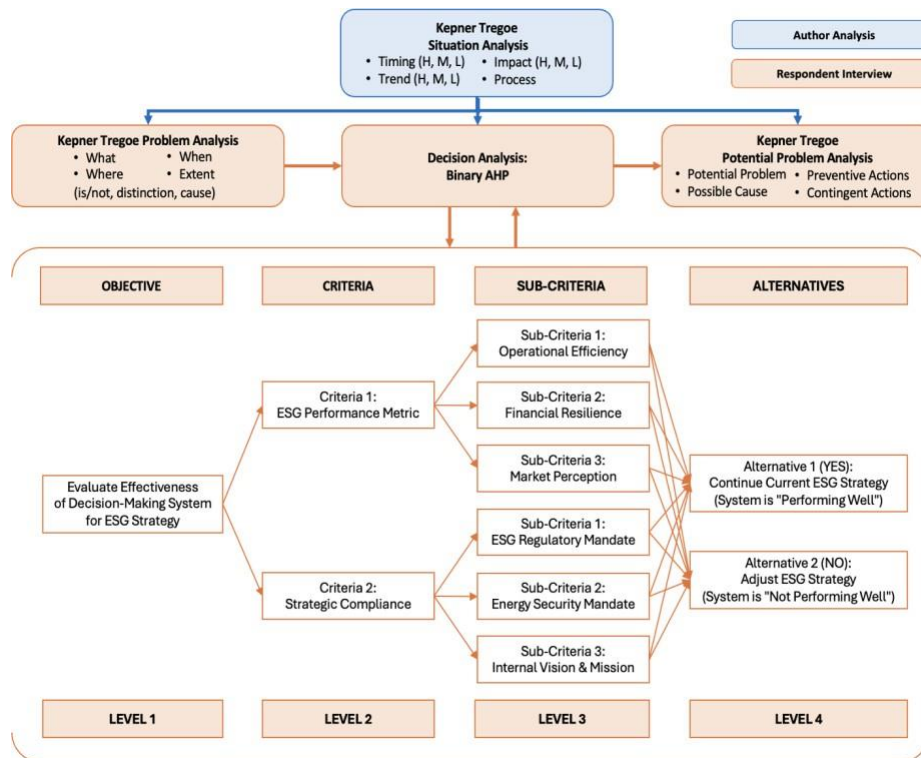 Kepner Tregoe
Situation Analysis
• Timing (H, M, L) • Impact (H, M, L)
• Trend (H, M, L) • Process
Author Analysis
Respondent Interview
Kepner Tregoe Problem Analysis
• What • When
• Where • Extent
(is/not, distinction, cause)
Decision Analysis:
Binary AHP
Kepner Tregoe
Potential Problem Analysis
• Potential Problem • Preventive Actions
• Possible Cause • Contingent Actions
OBJECTIVE
CRITERIA
SUB-CRITERIA
ALTERNATIVES
Evaluate Effectiveness
of Decision-Making System
for ESG Strategy
Criteria 1:
ESG Performance Metric
Criteria 2:
Strategic Compliance
Sub-Criteria 1:
Operational Efficiency
Sub-Criteria 2:
Financial Resilience
Sub-Criteria 3:
Market Perception
Sub-Criteria 1:
ESG Regulatory Mandate
Sub-Criteria 2:
Energy Security Mandate
Sub-Criteria 3:
Internal Vision & Mission
Alternative 1 (YES):
Continue Current ESG Strategy
(System is "Performing Well")
Alternative 2 (NO):
Adjust ESG Strategy
(System is "Not Performing Well")
LEVEL 1
LEVEL 2
LEVEL 3
LEVEL 4